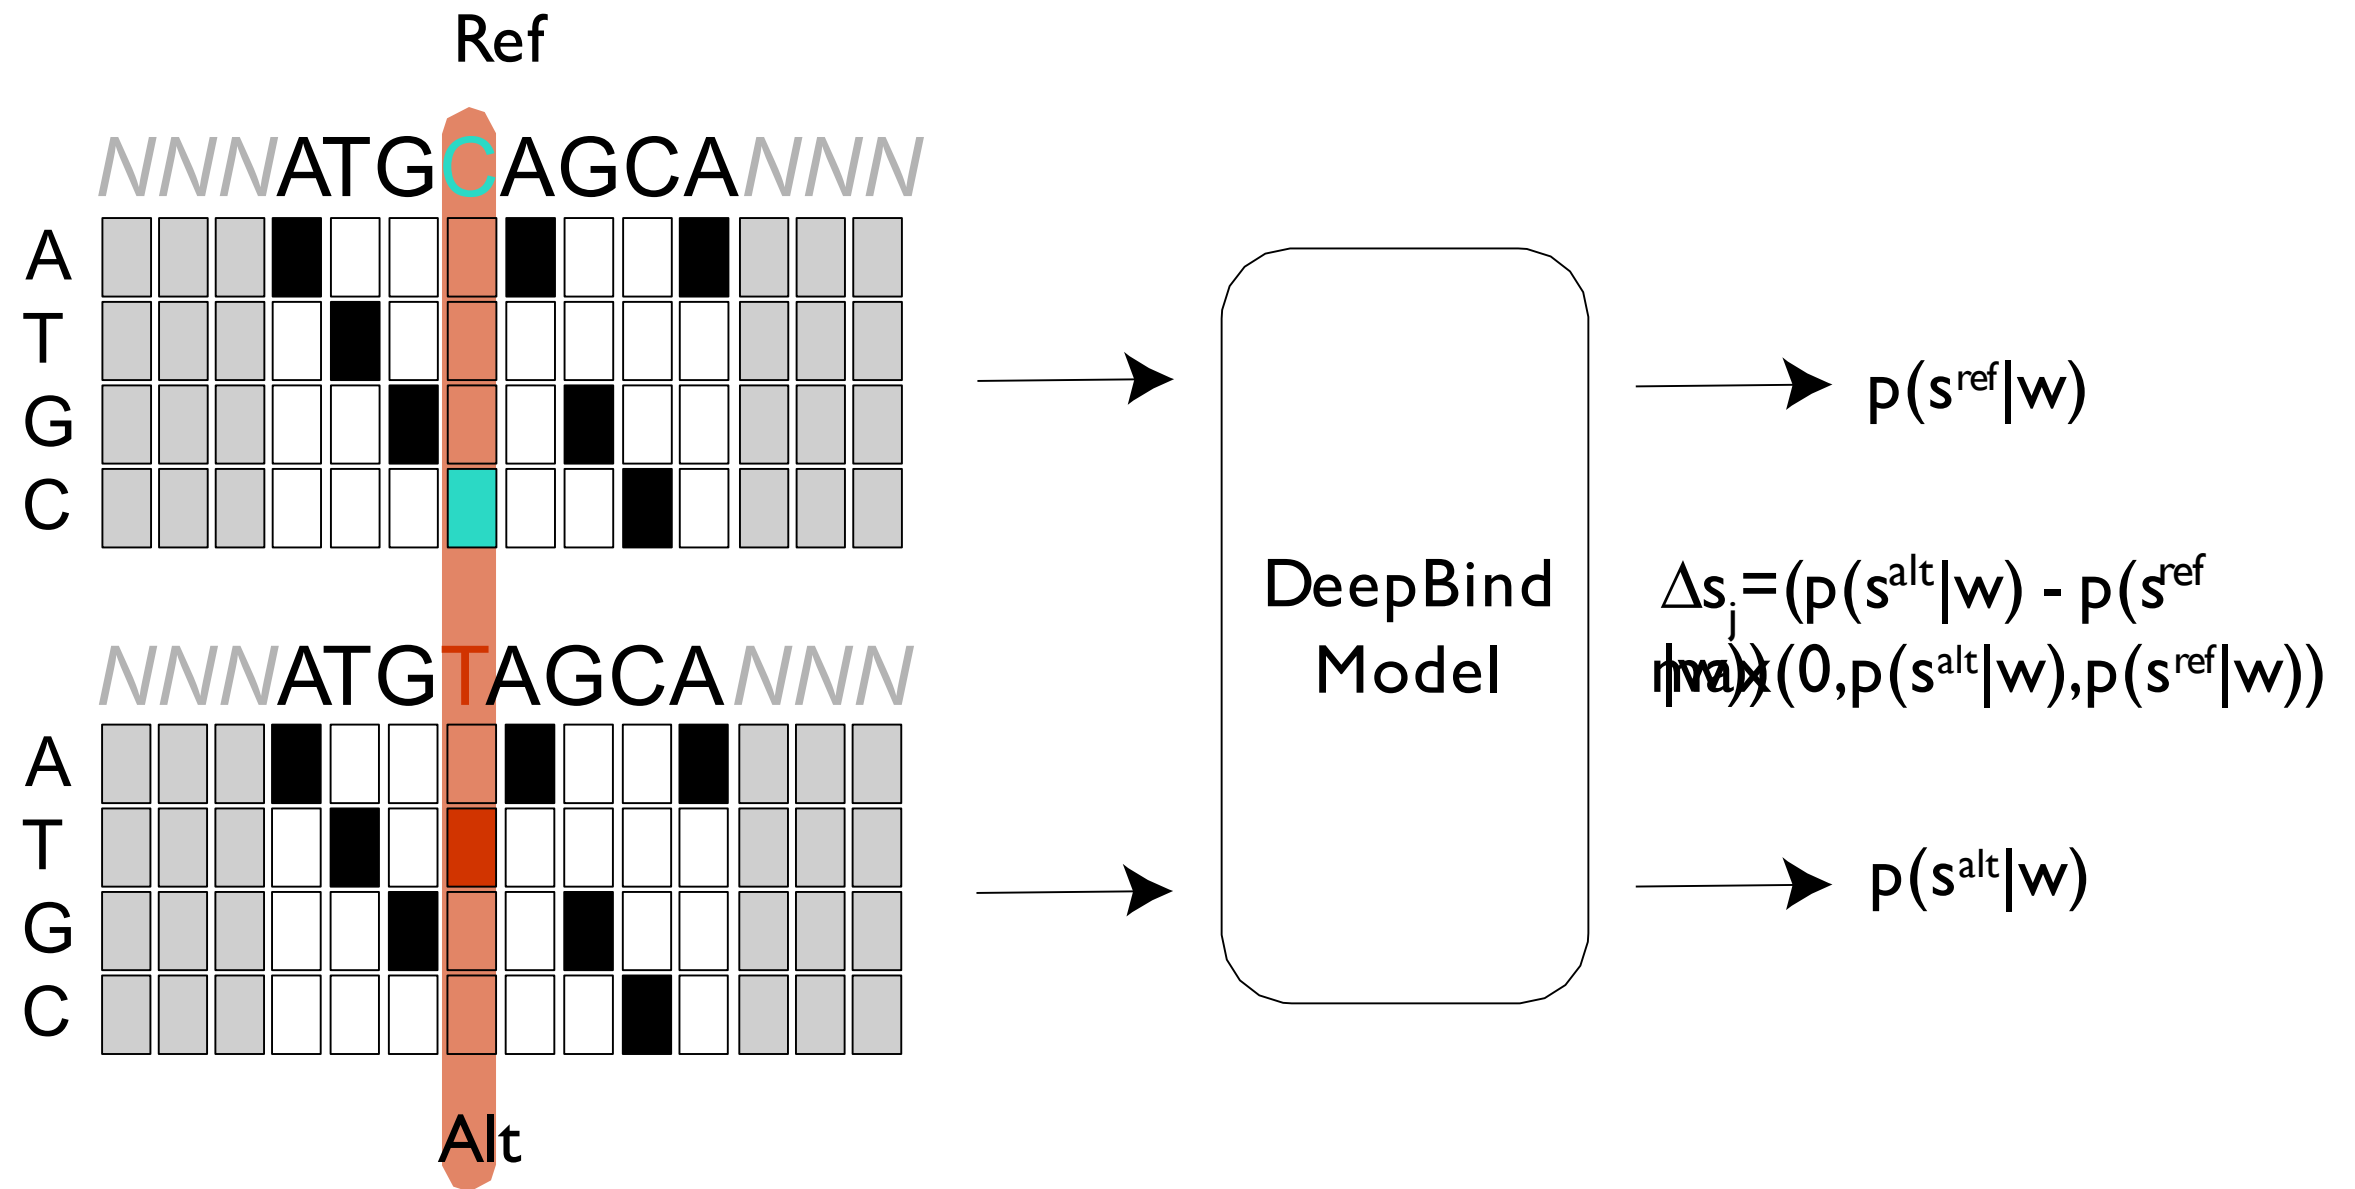 Ref
NNNATGCAGCANNN
A
T
G
C
p(sʳᵉᶠ|w)
DeepBind
Model
Δsⱼ=(p(sᵃˡᵗ|w) - p(sʳᵉᶠ
|w))
max(0,p(sᵃˡᵗ|w),p(sʳᵉᶠ|w))
NNNATGTAGCANNN
A
T
G
C
p(sᵃˡᵗ|w)
Alt